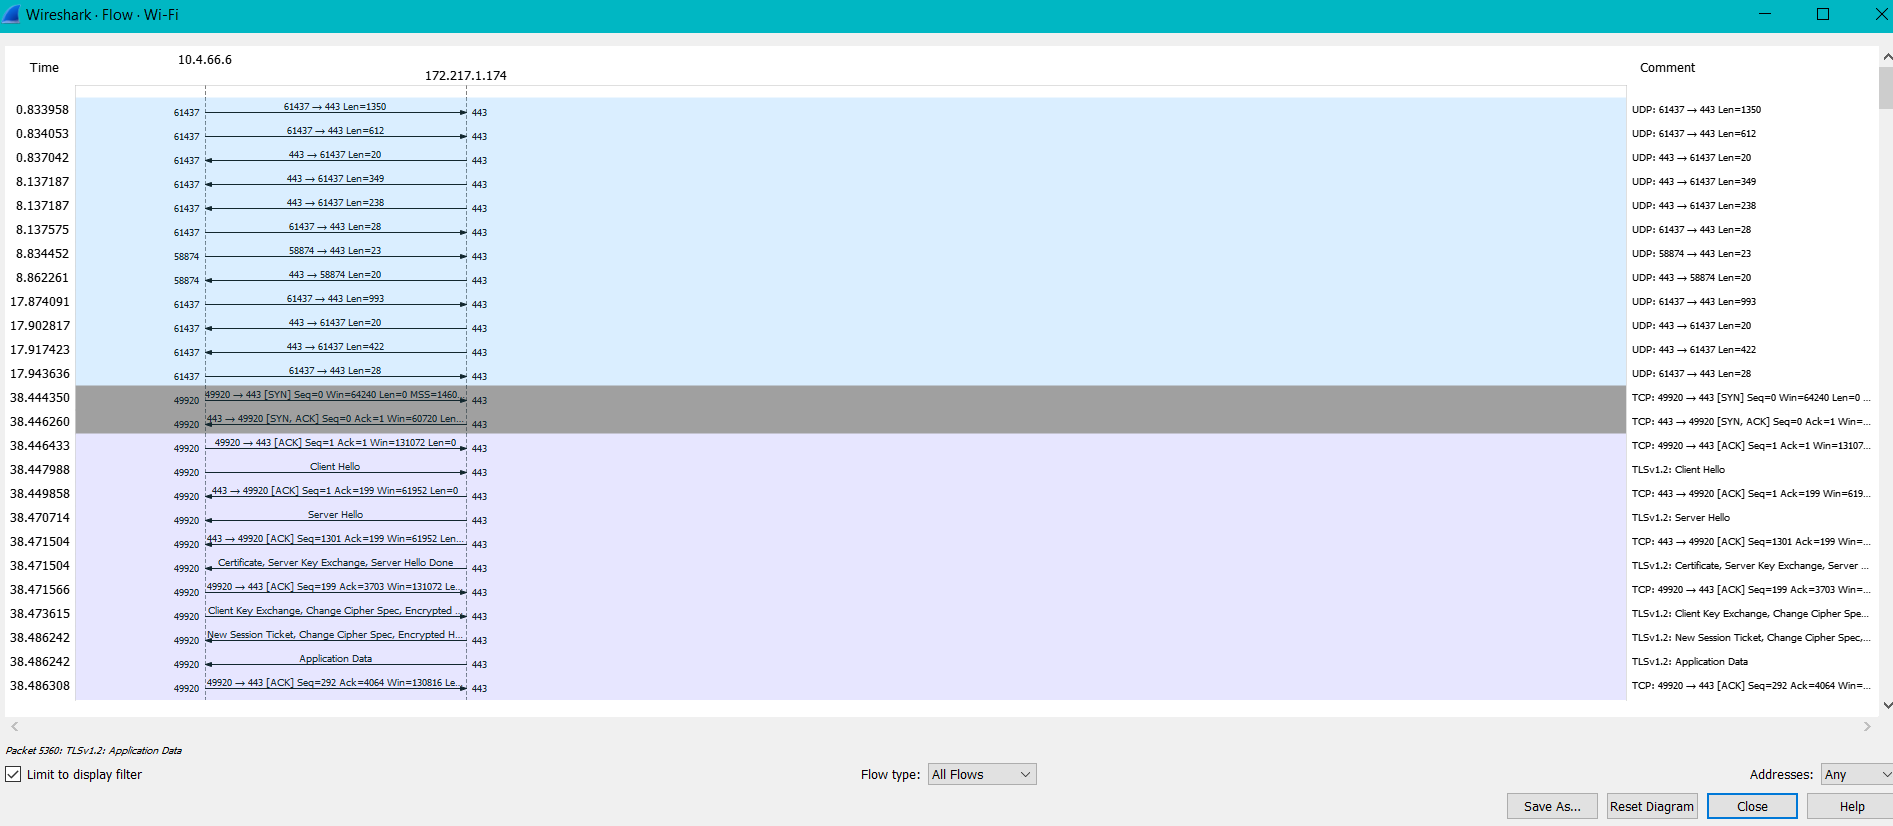 Wireshark · Flow · Wi-Fi
Time
10.4.66.6
172.217.1.174
Comment
0.833958 61437 61437 → 443 Len=1350 443 UDP: 61437 → 443 Len=1350
0.834053 61437 61437 → 443 Len=612 443 UDP: 61437 → 443 Len=612
0.837042 61437 443 → 61437 Len=20 443 UDP: 443 → 61437 Len=20
8.137187 61437 443 → 61437 Len=349 443 UDP: 443 → 61437 Len=349
8.137187 61437 443 → 61437 Len=238 443 UDP: 443 → 61437 Len=238
8.137575 61437 61437 → 443 Len=28 443 UDP: 61437 → 443 Len=28
8.834452 58874 58874 → 443 Len=23 443 UDP: 58874 → 443 Len=23
8.862261 58874 443 → 58874 Len=20 443 UDP: 443 → 58874 Len=20
17.874091 61437 61437 → 443 Len=993 443 UDP: 61437 → 443 Len=993
17.902817 61437 443 → 61437 Len=20 443 UDP: 443 → 61437 Len=20
17.917423 61437 443 → 61437 Len=422 443 UDP: 443 → 61437 Len=422
17.943636 61437 61437 → 443 Len=28 443 UDP: 61437 → 443 Len=28
38.444350 49920 49920 → 443 [SYN] Seq=0 Win=64240 Len=0 MSS=1460... 443 TCP: 49920 → 443 [SYN] Seq=0 Win=64240 Len=0 ...
38.446260 49920 443 → 49920 [SYN, ACK] Seq=0 Ack=1 Win=60720 Len... 443 TCP: 443 → 49920 [SYN, ACK] Seq=0 Ack=1 Win=...
38.446433 49920 49920 → 443 [ACK] Seq=1 Ack=1 Win=131072 Len=0 443 TCP: 49920 → 443 [ACK] Seq=1 Ack=1 Win=13107...
38.447988 49920 Client Hello 443 TLSv1.2: Client Hello
38.449858 49920 443 → 49920 [ACK] Seq=1 Ack=199 Win=61952 Len=0 443 TCP: 443 → 49920 [ACK] Seq=1 Ack=199 Win=619...
38.470714 49920 Server Hello 443 TLSv1.2: Server Hello
38.471504 49920 443 → 49920 [ACK] Seq=1301 Ack=199 Win=61952 Len... 443 TCP: 443 → 49920 [ACK] Seq=1301 Ack=199 Win=...
38.471504 49920 Certificate, Server Key Exchange, Server Hello Done 443 TLSv1.2: Certificate, Server Key Exchange, Server ...
38.471566 49920 49920 → 443 [ACK] Seq=199 Ack=3703 Win=131072 Le... 443 TCP: 49920 → 443 [ACK] Seq=199 Ack=3703 Win=...
38.473615 49920 Client Key Exchange, Change Cipher Spec, Encrypted ... 443 TLSv1.2: Client Key Exchange, Change Cipher Spe...
38.486242 49920 New Session Ticket, Change Cipher Spec, Encrypted H... 443 TLSv1.2: New Session Ticket, Change Cipher Spec,...
38.486242 49920 Application Data 443 TLSv1.2: Application Data
38.486308 49920 49920 → 443 [ACK] Seq=292 Ack=4064 Win=130816 Le... 443 TCP: 49920 → 443 [ACK] Seq=292 Ack=4064 Win=...
Packet 5360: TLSv1.2: Application Data
Limit to display filter
Flow type: All Flows
Addresses: Any
Save As...
Reset Diagram
Close
Help